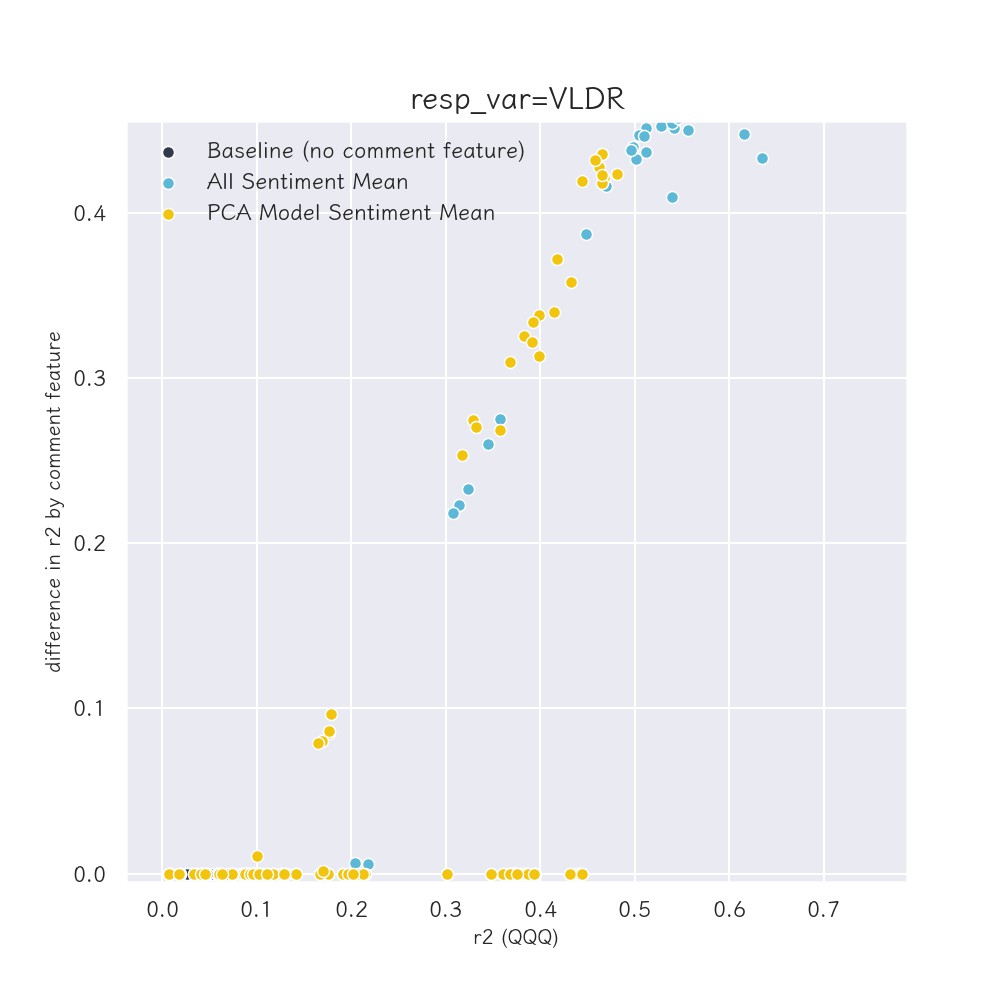 resp_var=VLDR
Baseline (no comment feature)
All Sentiment Mean
PCA Model Sentiment Mean
difference in r2 by comment feature
0.4
0.3
0.2
0.1
0.0
0.0 0.1 0.2 0.3 0.4 0.5 0.6 0.7
r2 (QQQ)